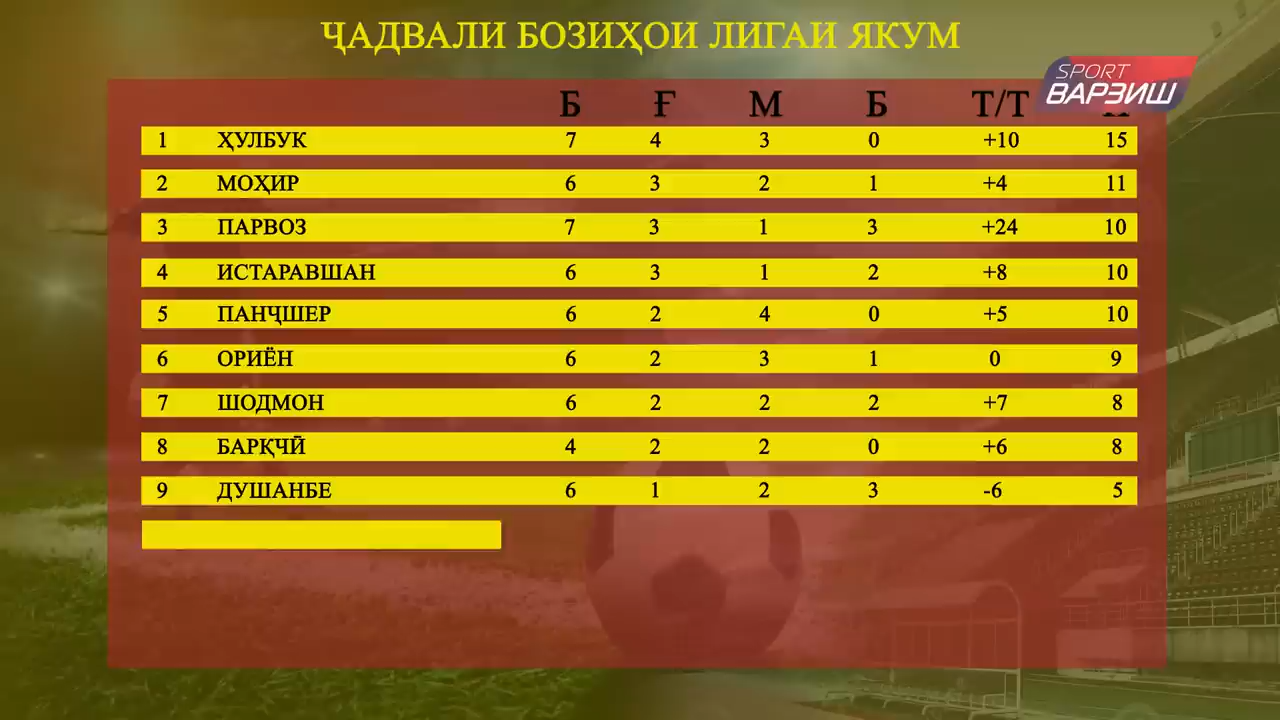 ҶАДВАЛИ БОЗИҲОИ ЛИГАИ ЯКУМ
SPORT
ВАРЗИШ
Б Ғ М Б Т/Т
1 ҲУЛБУК 7 4 3 0 +10 15
2 МОҲИР 6 3 2 1 +4 11
3 ПАРВОЗ 7 3 1 3 +24 10
4 ИСТАРАВШАН 6 3 1 2 +8 10
5 ПАНҶШЕР 6 2 4 0 +5 10
6 ОРИЁН 6 2 3 1 0 9
7 ШОДМОН 6 2 2 2 +7 8
8 БАРҚЧӢ 4 2 2 0 +6 8
9 ДУШАНБЕ 6 1 2 3 -6 5